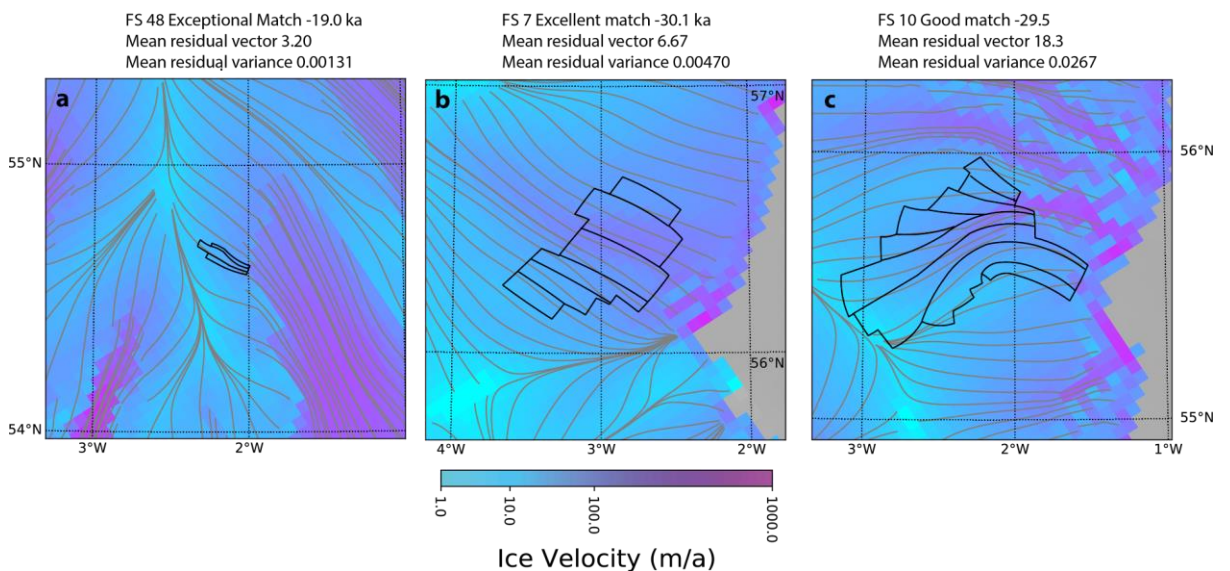 FS 48 Exceptional Match -19.0 ka
Mean residual vector 3.20
Mean residual variance 0.00131
FS 7 Excellent match -30.1 ka
Mean residual vector 6.67
Mean residual variance 0.00470
FS 10 Good match -29.5
Mean residual vector 18.3
Mean residual variance 0.0267
a
55°N
54°N
3°W
2°W
b
57°N
56°N
4°W
3°W
2°W
c
56°N
55°N
3°W
2°W
1°W
1.0
10.0
100.0
1000.0
Ice Velocity (m/a)